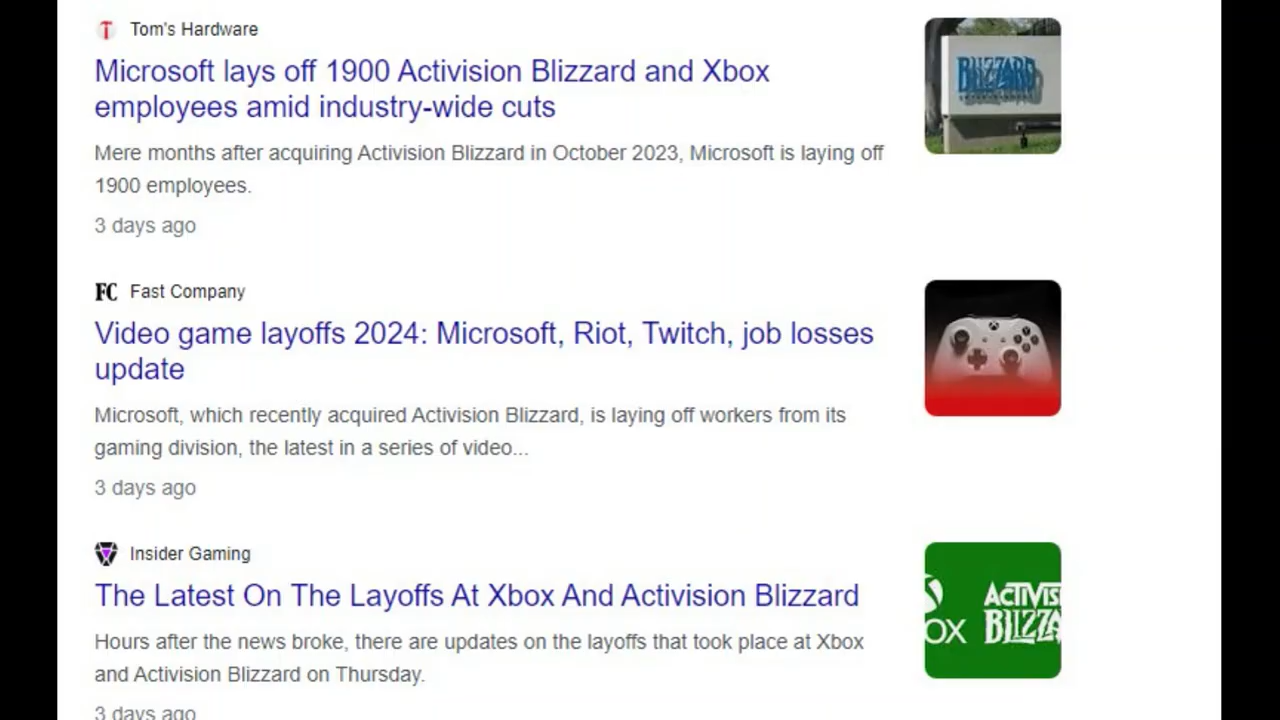 Tom's Hardware
Microsoft lays off 1900 Activision Blizzard and Xbox
employees amid industry-wide cuts
Mere months after acquiring Activision Blizzard in October 2023, Microsoft is laying off
1900 employees.
3 days ago
BLIZZARD
FC Fast Company
Video game layoffs 2024: Microsoft, Riot, Twitch, job losses
update
Microsoft, which recently acquired Activision Blizzard, is laying off workers from its
gaming division, the latest in a series of video...
3 days ago
Insider Gaming
The Latest On The Layoffs At Xbox And Activision Blizzard
Hours after the news broke, there are updates on the layoffs that took place at Xbox
and Activision Blizzard on Thursday.
3 days ago
OX
ACTIVIS
BLIZZA